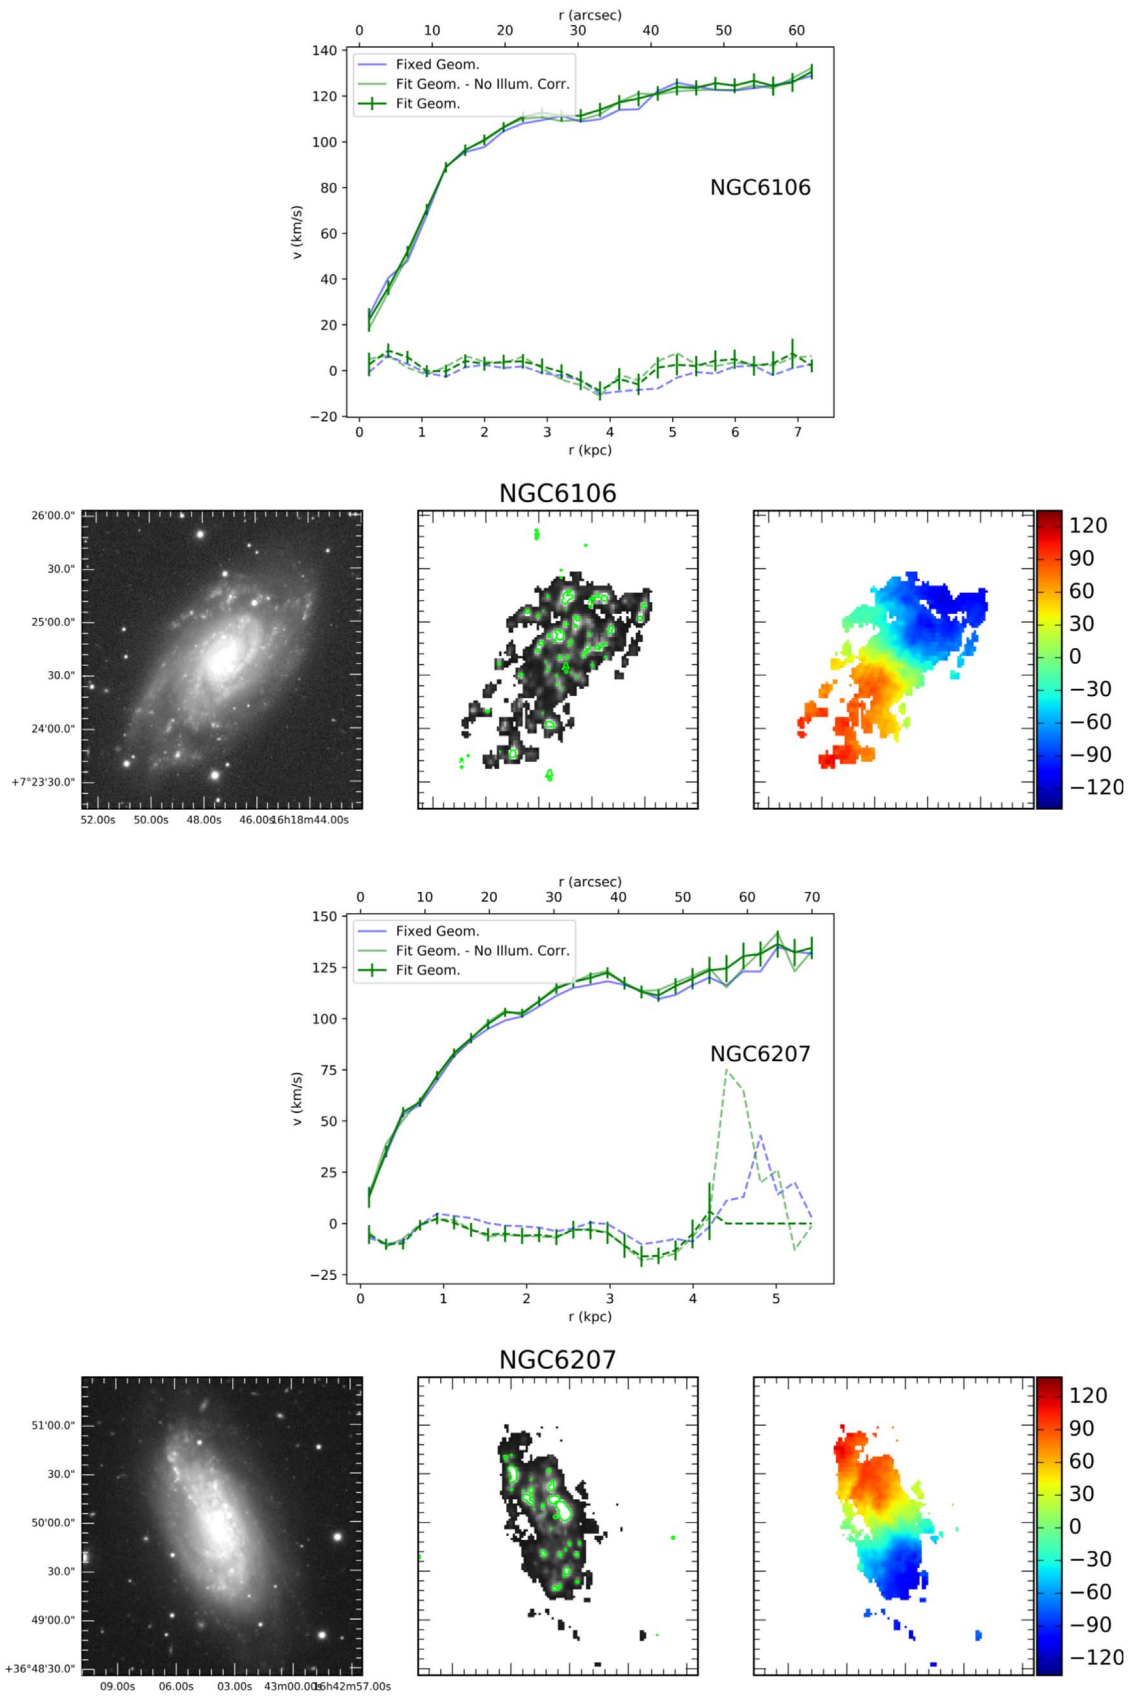 r (arcsec)
0 10 20 30 40 50 60
140
120
100
80
60
40
20
0
−20
v (km/s)
Fixed Geom.
Fit Geom. - No Illum. Corr.
Fit Geom.
NGC6106
0 1 2 3 4 5 6 7
r (kpc)
NGC6106
26'00.0"
30.0"
25'00.0"
30.0"
24'00.0"
+7°23'30.0"
52.00s 50.00s 48.00s 46.00s 16h18m44.00s
120
90
60
30
0
−30
−60
−90
−120
r (arcsec)
0 10 20 30 40 50 60 70
150
125
100
75
50
25
0
−25
v (km/s)
Fixed Geom.
Fit Geom. - No Illum. Corr.
Fit Geom.
NGC6207
0 1 2 3 4 5
r (kpc)
NGC6207
51'00.0"
30.0"
50'00.0"
30.0"
49'00.0"
+36°48'30.0"
09.00s 06.00s 03.00s 43m00.00s 16h42m57.00s
120
90
60
30
0
−30
−60
−90
−120